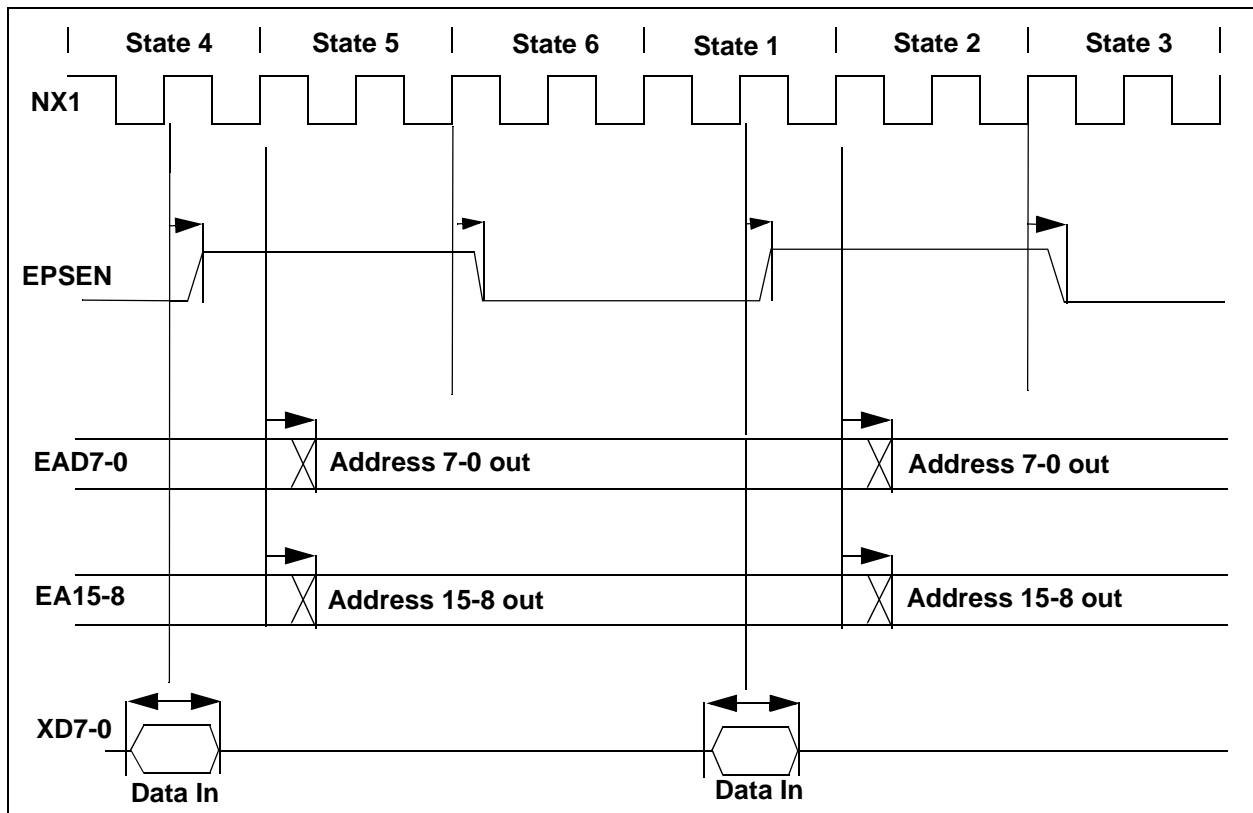 State 4 State 5 State 6 State 1 State 2 State 3
NX1
EPSEN
EAD7-0 Address 7-0 out Address 7-0 out
EA15-8 Address 15-8 out Address 15-8 out
XD7-0
Data In Data In